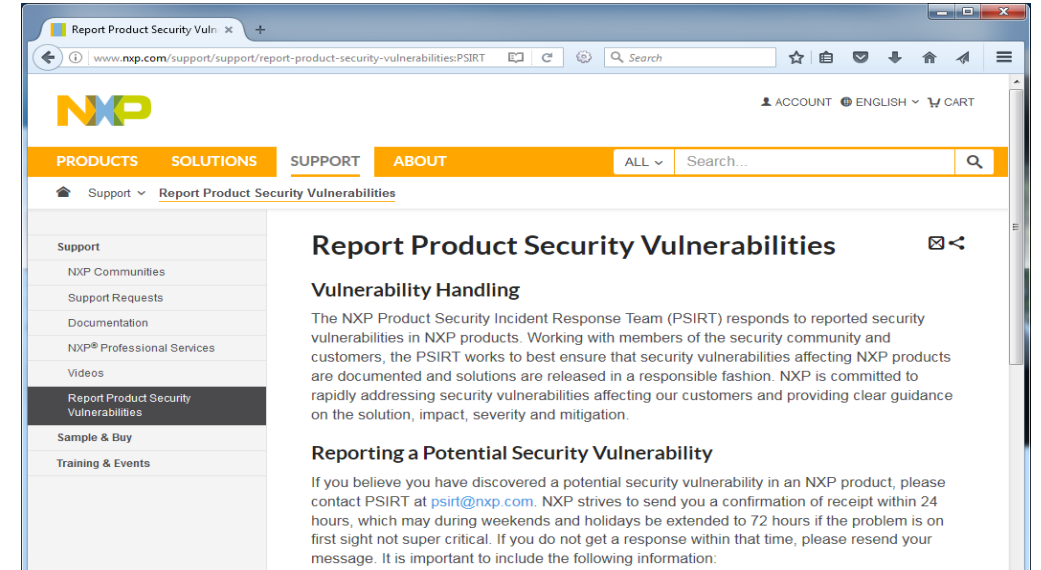 Report Product Security Vuln
www.nxp.com/support/support/report-product-security-vulnerabilities:PSIRT
Search
NXP
ACCOUNT ENGLISH CART
PRODUCTS SOLUTIONS SUPPORT ABOUT ALL Search...
Support Report Product Security Vulnerabilities
Support
NXP Communities
Support Requests
Documentation
NXP® Professional Services
Videos
Report Product Security
Vulnerabilities
Sample & Buy
Training & Events
Report Product Security Vulnerabilities
Vulnerability Handling
The NXP Product Security Incident Response Team (PSIRT) responds to reported security
vulnerabilities in NXP products. Working with members of the security community and
customers, the PSIRT works to best ensure that security vulnerabilities affecting NXP products
are documented and solutions are released in a responsible fashion. NXP is committed to
rapidly addressing security vulnerabilities affecting our customers and providing clear guidance
on the solution, impact, severity and mitigation.
Reporting a Potential Security Vulnerability
If you believe you have discovered a potential security vulnerability in an NXP product, please
contact PSIRT at psirt@nxp.com. NXP strives to send you a confirmation of receipt within 24
hours, which may during weekends and holidays be extended to 72 hours if the problem is on
first sight not super critical. If you do not get a response within that time, please resend your
message. It is important to include the following information: